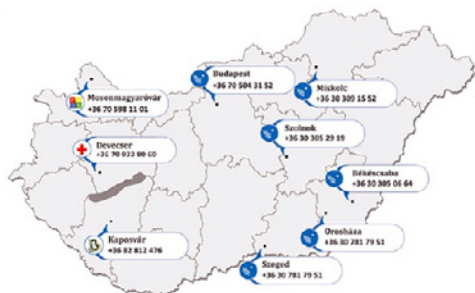 Budapest
+36 70 504 31 52
Miskolc
+36 30 309 15 52
Mosonmagyaróvár
+36 70 598 11 01
Szolnok
+36 30 305 29 19
Devecser
Békéscsaba
+36 30 305 06 64
Kaposvár
+36 82 812 476
Orosháza
+36 30 781 79 51
Szeged
+36 30 781 79 51